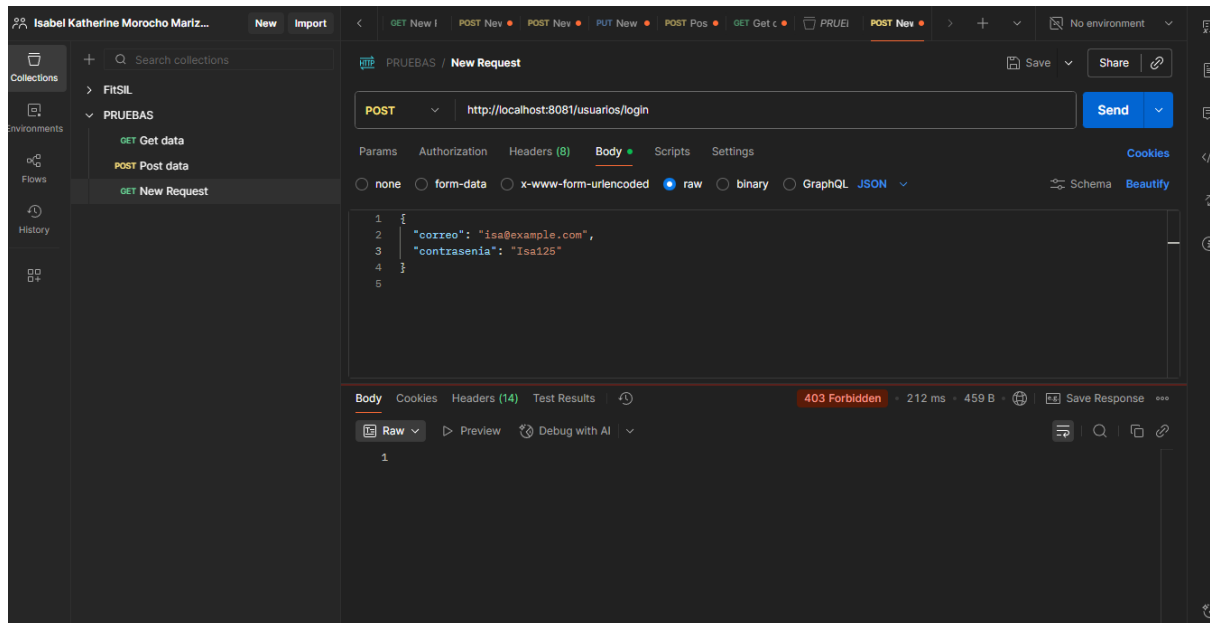 Isabel Katherine Morocho Mariz... New Import
GET New I POST Nev POST Nev PUT New POST Pos GET Get c PRUEI POST Nev No environment
Collections
Environments
Flows
History
Search collections
FitSIL
PRUEBAS
GET Get data
POST Post data
GET New Request
HTTP PRUEBAS / New Request Save Share
POST http://localhost:8081/usuarios/login Send
Params Authorization Headers (8) Body Scripts Settings Cookies
none form-data x-www-form-urlencoded raw binary GraphQL JSON Schema Beautify
1 {
2 "correo": "isa@example.com",
3 "contrasenia": "Isa125"
4 }
5
Body Cookies Headers (14) Test Results 403 Forbidden • 212 ms • 459 B • e.g. Save Response
Raw Preview Debug with AI
1